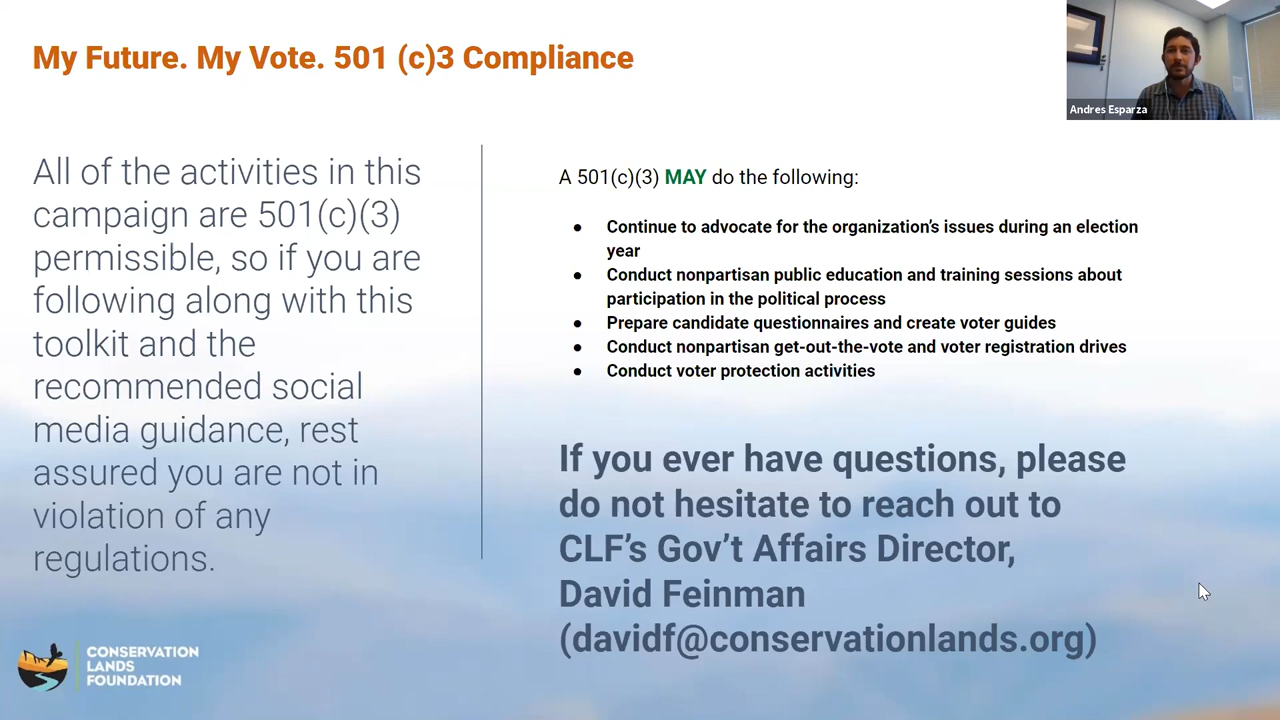 My Future. My Vote. 501 (c)3 Compliance
Andres Esparza
All of the activities in this
campaign are 501(c)(3)
permissible, so if you are
following along with this
toolkit and the
recommended social
media guidance, rest
assured you are not in
violation of any
regulations.
A 501(c)(3) MAY do the following:
● Continue to advocate for the organization’s issues during an election
year
● Conduct nonpartisan public education and training sessions about
participation in the political process
● Prepare candidate questionnaires and create voter guides
● Conduct nonpartisan get-out-the-vote and voter registration drives
● Conduct voter protection activities
If you ever have questions, please
do not hesitate to reach out to
CLF’s Gov’t Affairs Director,
David Feinman
(davidf@conservationlands.org)
CONSERVATION
LANDS
FOUNDATION